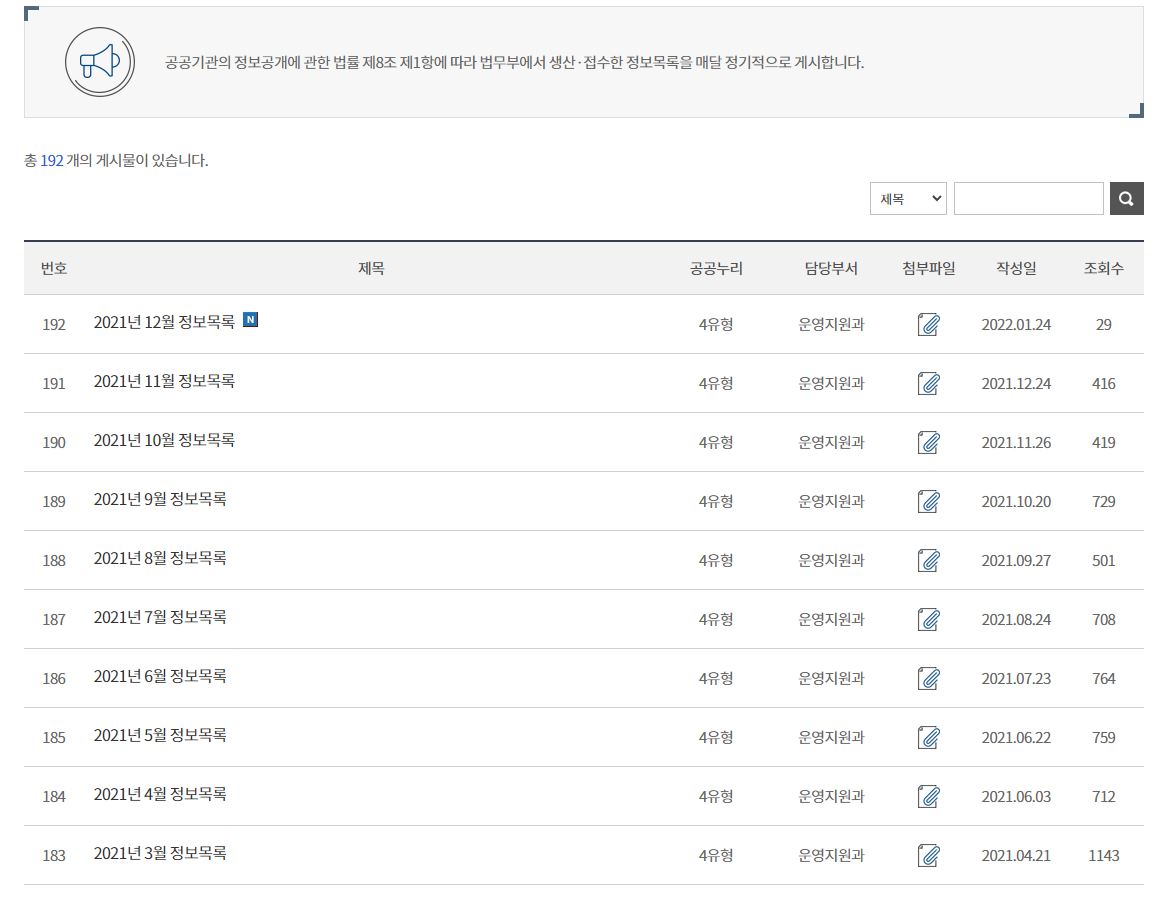 공공기관의 정보공개에 관한 법률 제8조 제1항에 따라 법무부에서 생산·접수한 정보목록을 매달 정기적으로 게시합니다.
총 192 개의 게시물이 있습니다.
제목
번호 제목 공공누리 담당부서 첨부파일 작성일 조회수
192 2021년 12월 정보목록 N 4유형 운영지원과 2022.01.24 29
191 2021년 11월 정보목록 4유형 운영지원과 2021.12.24 416
190 2021년 10월 정보목록 4유형 운영지원과 2021.11.26 419
189 2021년 9월 정보목록 4유형 운영지원과 2021.10.20 729
188 2021년 8월 정보목록 4유형 운영지원과 2021.09.27 501
187 2021년 7월 정보목록 4유형 운영지원과 2021.08.24 708
186 2021년 6월 정보목록 4유형 운영지원과 2021.07.23 764
185 2021년 5월 정보목록 4유형 운영지원과 2021.06.22 759
184 2021년 4월 정보목록 4유형 운영지원과 2021.06.03 712
183 2021년 3월 정보목록 4유형 운영지원과 2021.04.21 1143